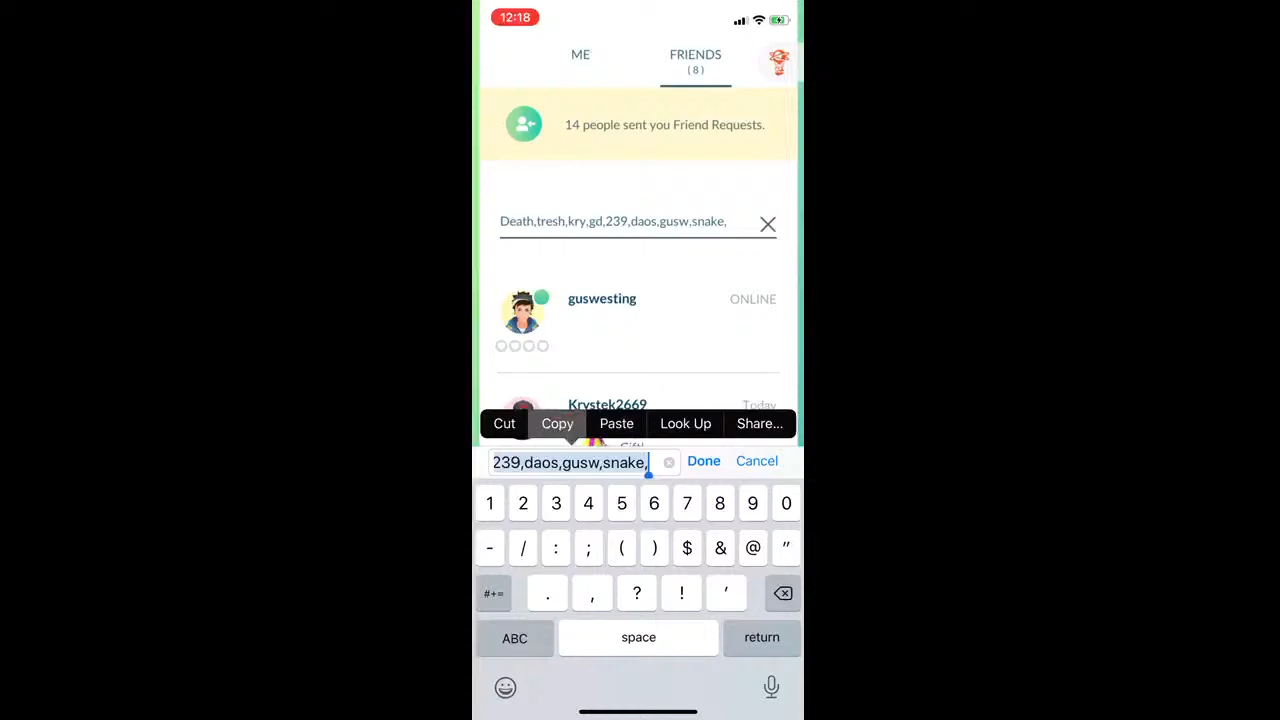 12:18
ME
FRIENDS
(8)
14 people sent you Friend Requests.
Death,tresh,kry,gd,239,daos,gusw,snake,
guswesting
ONLINE
Krystek2669
Today
Gift!
Cut Copy Paste Look Up Share...
239,daos,gusw,snake,
Done
Cancel
1 2 3 4 5 6 7 8 9 0
- / : ; ( ) $ & @ "
#+= . , ? ! '
ABC space return